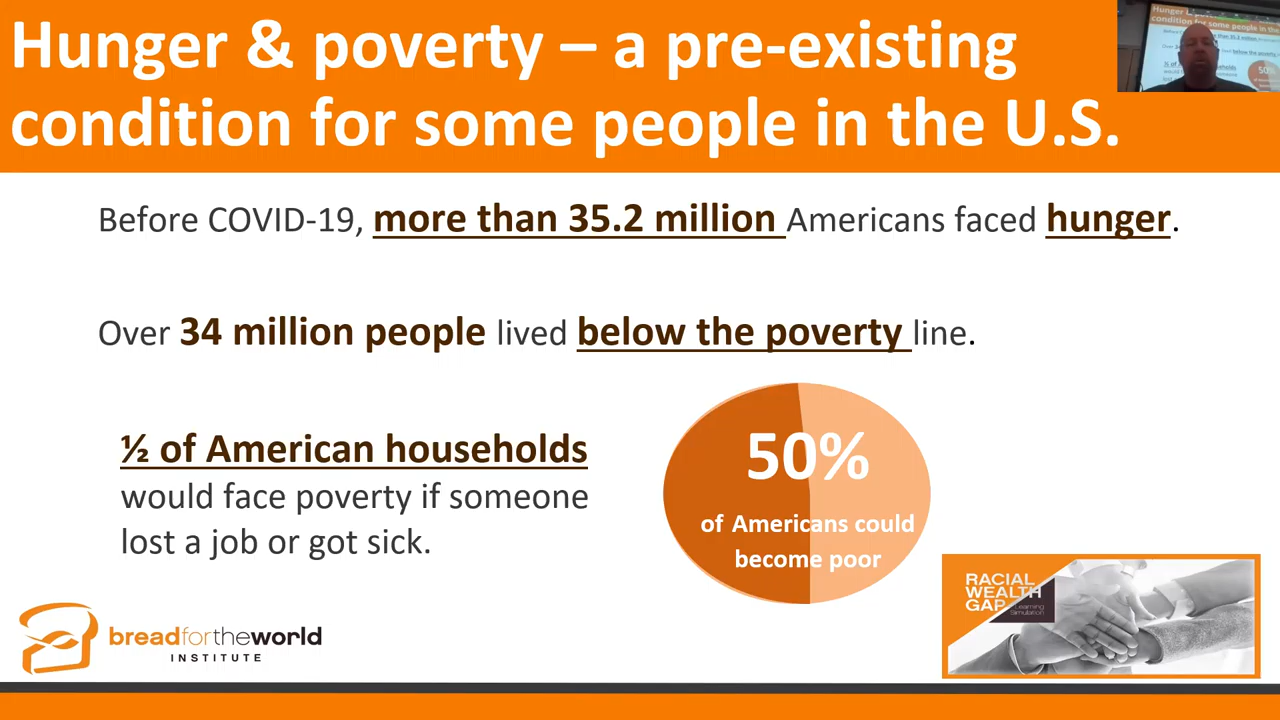 Hunger & poverty – a pre-existing
condition for some people in the U.S.
Before COVID-19, more than 35.2 million Americans faced hunger.
Over 34 million people lived below the poverty line.
½ of American households
would face poverty if someone
lost a job or got sick.
50%
of Americans could
become poor
RACIAL
WEALTH
GAP
Learning
Simulation
breadfortheworld
INSTITUTE